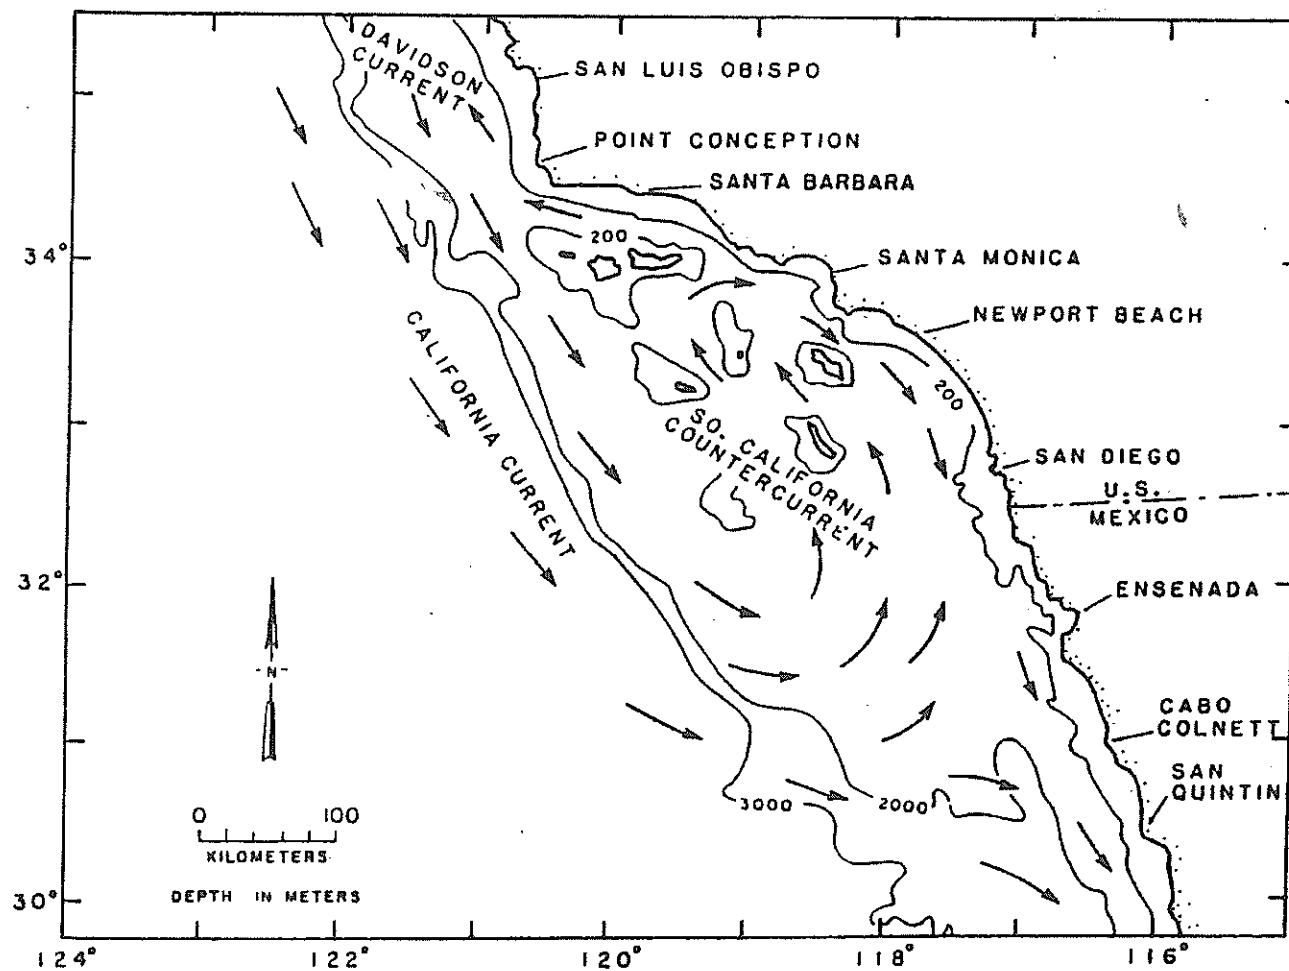 DAVIDSON
CURRENT
SAN LUIS OBISPO
POINT CONCEPTION
SANTA BARBARA
200
34°
SANTA MONICA
NEWPORT BEACH
CALIFORNIA CURRENT
200
SO. CALIFORNIA
COUNTERCURRENT
SAN DIEGO
U.S.
MEXICO
32°
ENSENADA
-N-
CABO
COLNETT
SAN
QUINTIN
3000
2000
0 100
KILOMETERS
DEPTH IN METERS
30°
124° 122° 120° 118° 116°